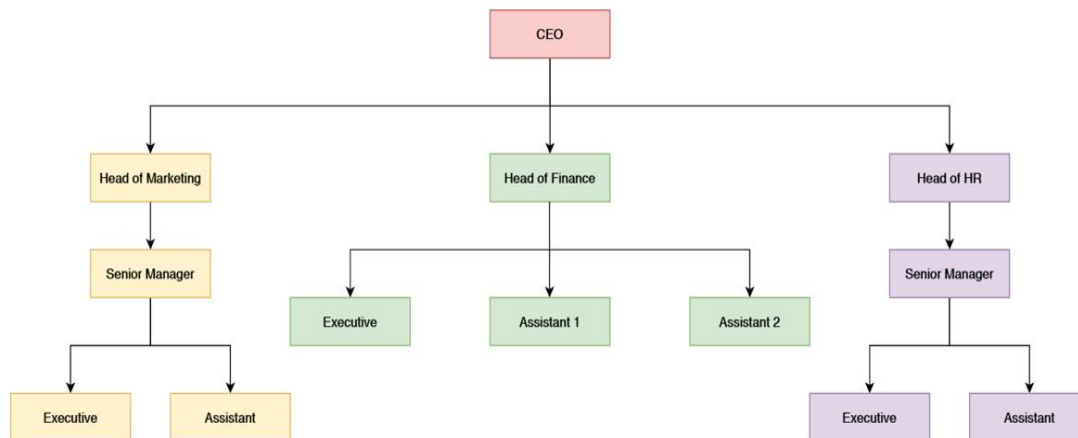 CEO
Head of Marketing
Head of Finance
Head of HR
Senior Manager
Senior Manager
Executive
Assistant 1
Assistant 2
Executive
Assistant
Executive
Assistant